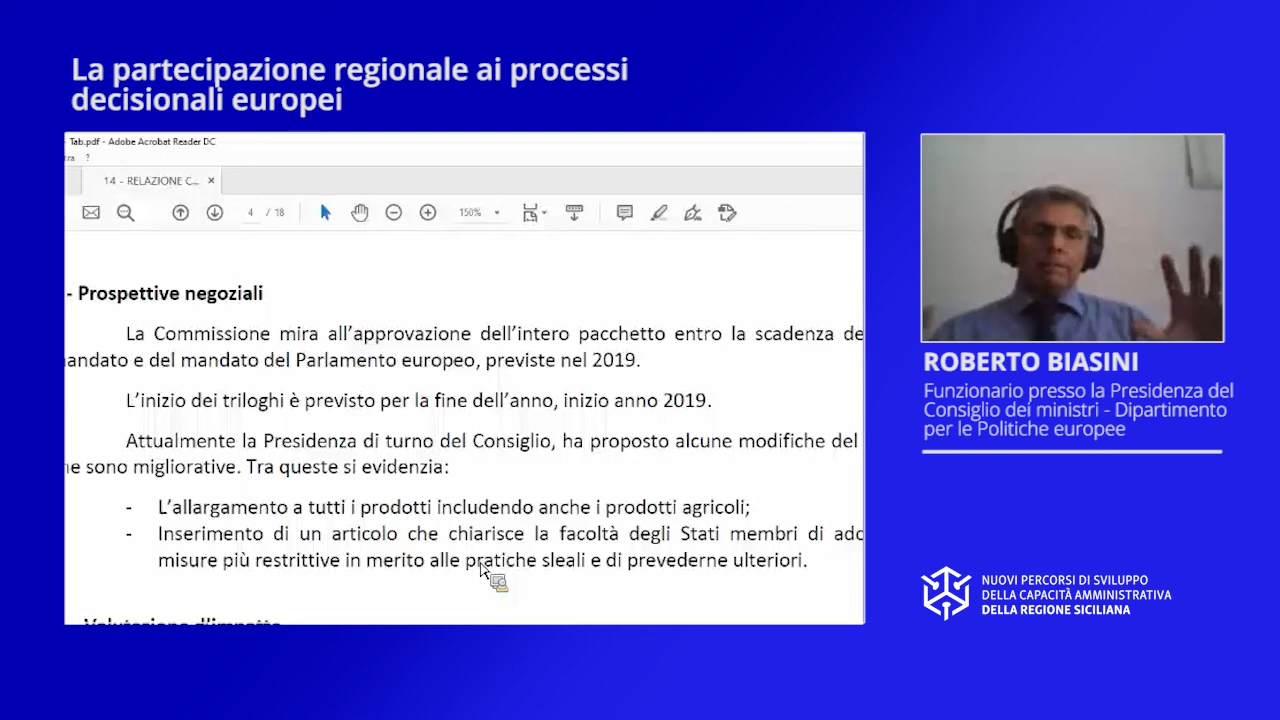 La partecipazione regionale ai processi
decisionali europei
Tab.pdf - Adobe Acrobat Reader DC
?
14 - RELAZIONE C...
4 / 18
150%
- Prospettive negoziali
La Commissione mira all'approvazione dell'intero pacchetto entro la scadenza
e del mandato del Parlamento europeo, previste nel 2019.
L'inizio dei triloghi è previsto per la fine dell'anno, inizio anno 2019.
Attualmente la Presidenza di turno del Consiglio, ha proposto alcune modifiche del
sono migliorative. Tra queste si evidenzia:
- L'allargamento a tutti i prodotti includendo anche i prodotti agricoli;
- Inserimento di un articolo che chiarisce la facoltà degli Stati membri di
misure più restrittive in merito alle pratiche sleali e di prevederne ulteriori.
Valutazione d'impatto
ROBERTO BIASINI
Funzionario presso la Presidenza del
Consiglio dei ministri - Dipartimento
per le Politiche europee
NUOVI PERCORSI DI SVILUPPO
DELLA CAPACITÀ AMMINISTRATIVA
DELLA REGIONE SICILIANA